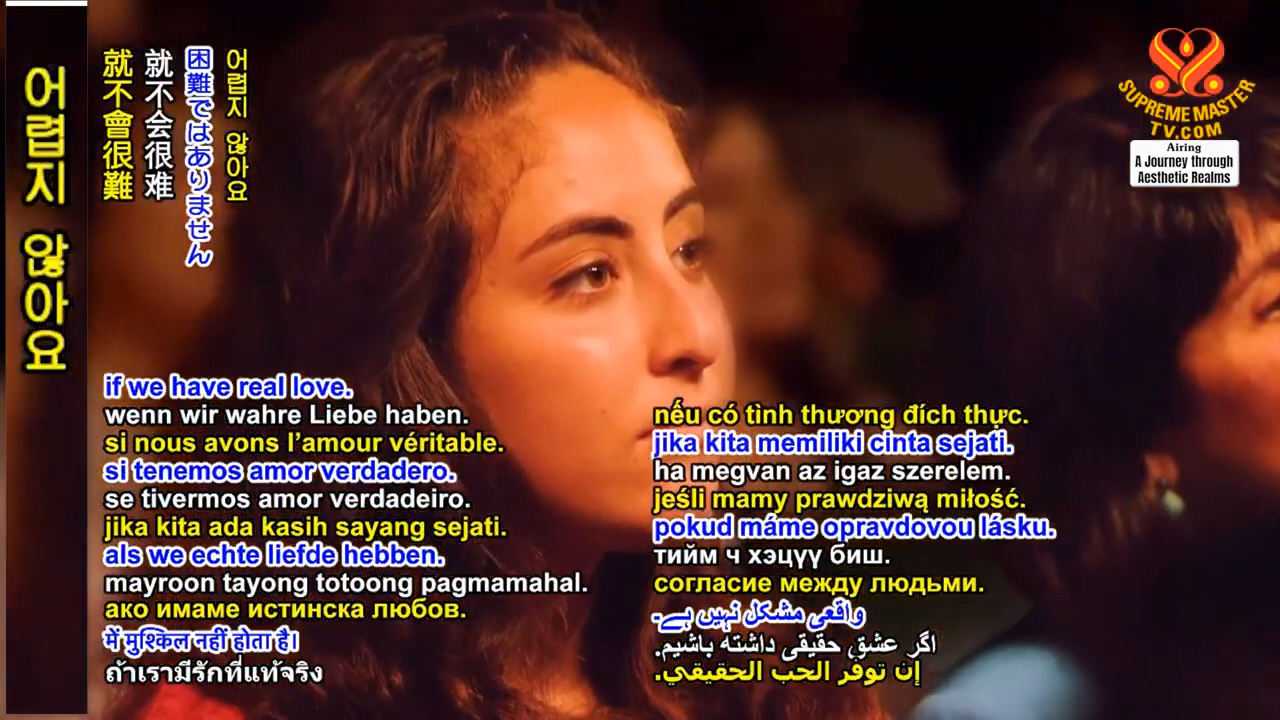 어렵지 않아요
就不會很難
就不会很难
困難ではありません
어렵지 않아요
SUPREME MASTER
TV.COM
Airing
A Journey through
Aesthetic Realms
if we have real love.
wenn wir wahre Liebe haben.
si nous avons l’amour véritable.
si tenemos amor verdadero.
se tivermos amor verdadeiro.
jika kita ada kasih sayang sejati.
als we echte liefde hebben.
mayroon tayong totoong pagmamahal.
ако имаме истинска любов.
में मुश्किल नहीं होता है।
ถ้าเรามีรักที่แท้จริง
nếu có tình thương đích thực.
jika kita memiliki cinta sejati.
ha megvan az igaz szerelem.
jeśli mamy prawdziwą miłość.
pokud máme opravdovou lásku.
тийм ч хэцүү биш.
согласие между людьми.
واقعی مشکل نہیں ہے۔
اگر عشقِ حقیقی داشته باشیم.
إن توفر الحب الحقيقي.